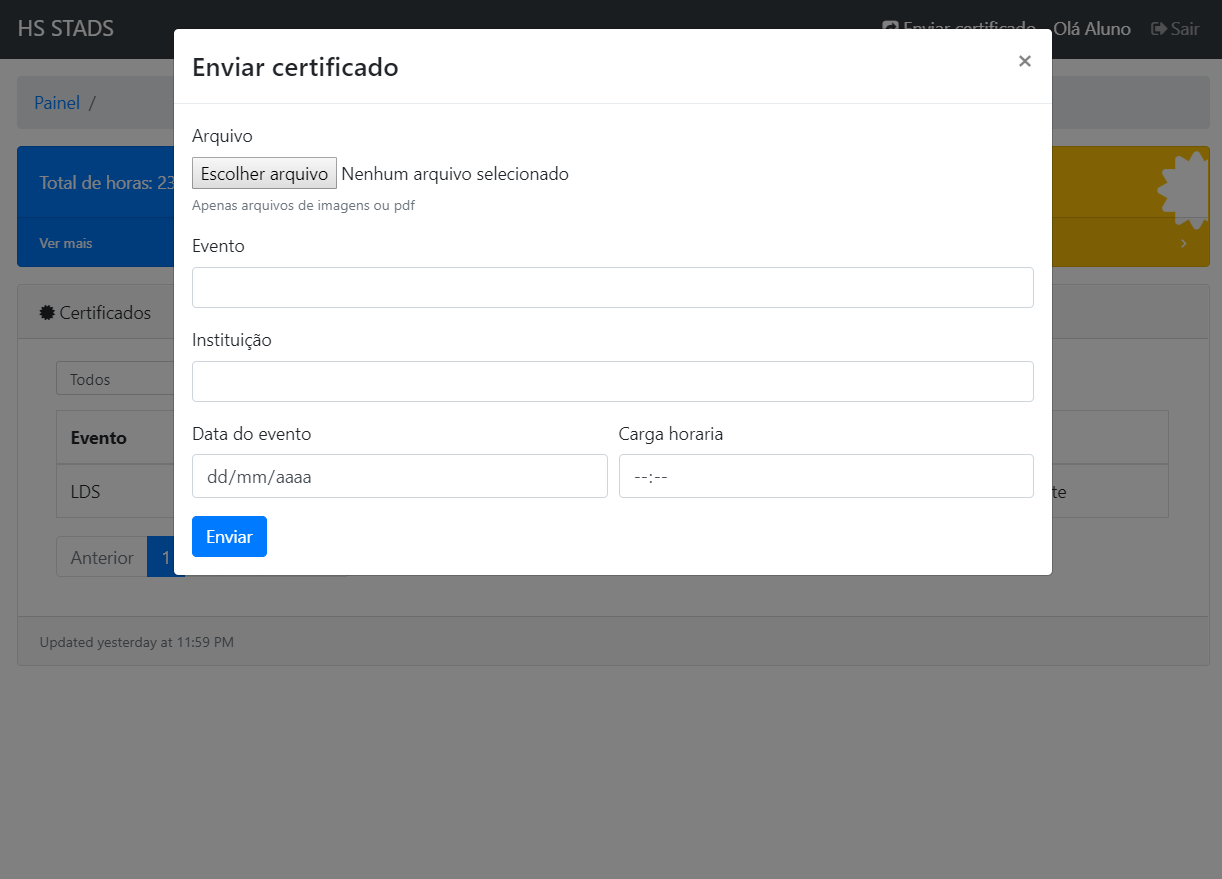 HS STADS
Enviar certificado Olá Aluno Sair
Enviar certificado
×
Painel /
Arquivo
Escolher arquivo Nenhum arquivo selecionado
Apenas arquivos de imagens ou pdf
Total de horas: 23
Ver mais
Evento
Instituição
Certificados
Todos
Data do evento Carga horaria
dd/mm/aaaa --:--
Evento
LDS
Enviar
Anterior 1
Updated yesterday at 11:59 PM